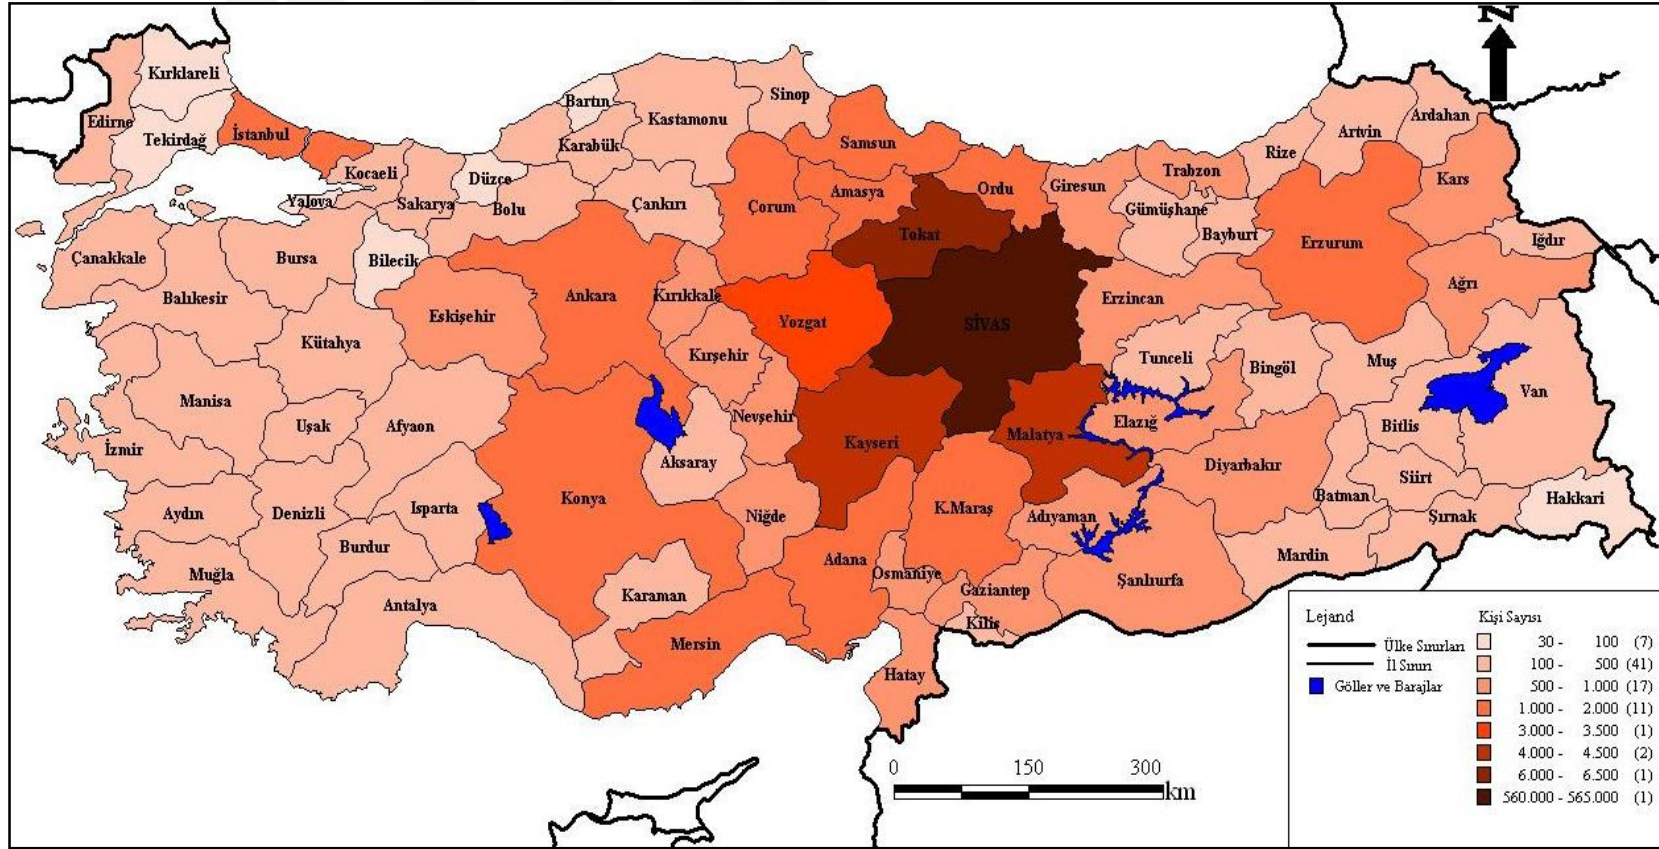 N
Kırklareli
Edirne
Tekirdağ
İstanbul
Kocaeli
Yalova
Sakarya
Düzce
Bolu
Bartın
Karabük
Kastamonu
Çankırı
Sinop
Samsun
Amasya
Çorum
Ordu
Tokat
Giresun
Trabzon
Gümüşhane
Bayburt
Rize
Artvin
Ardahan
Kars
Iğdır
Erzurum
Ağrı
Çanakkale
Balıkesir
Bursa
Bilecik
Eskişehir
Kütahya
Ankara
Kırıkkale
Kırşehir
Yozgat
SİVAS
Erzincan
Tunceli
Bingöl
Muş
Van
Bitlis
Manisa
Uşak
Afyaon
İzmir
Nevşehir
Aksaray
Kayseri
Malatya
Elazığ
Diyarbakır
Batman
Siirt
Şırnak
Hakkari
Aydın
Denizli
Isparta
Burdur
Konya
Niğde
K.Maraş
Adıyaman
Mardin
Muğla
Antalya
Karaman
Mersin
Adana
Osmaniye
Gaziantep
Kilis
Şanlıurfa
Hatay
0 150 300
km
Lejand
Ülke Sınırları
İl Sınırı
Göller ve Barajlar
Kişi Sayısı
30 - 100 (7)
100 - 500 (41)
500 - 1.000 (17)
1.000 - 2.000 (11)
3.000 - 3.500 (1)
4.000 - 4.500 (2)
6.000 - 6.500 (1)
560.000 - 565.000 (1)